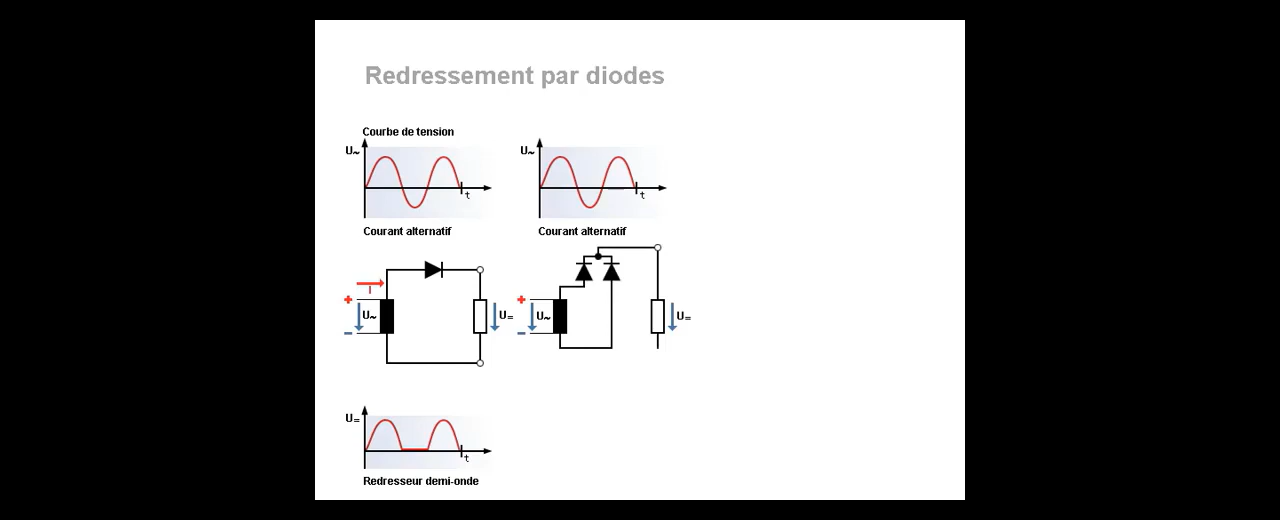 Redressement par diodes
Courbe de tension
U~
t
Courant alternatif
U~
t
Courant alternatif
I
+
U~
–
U=
+
U~
–
U=
U=
t
Redresseur demi-onde